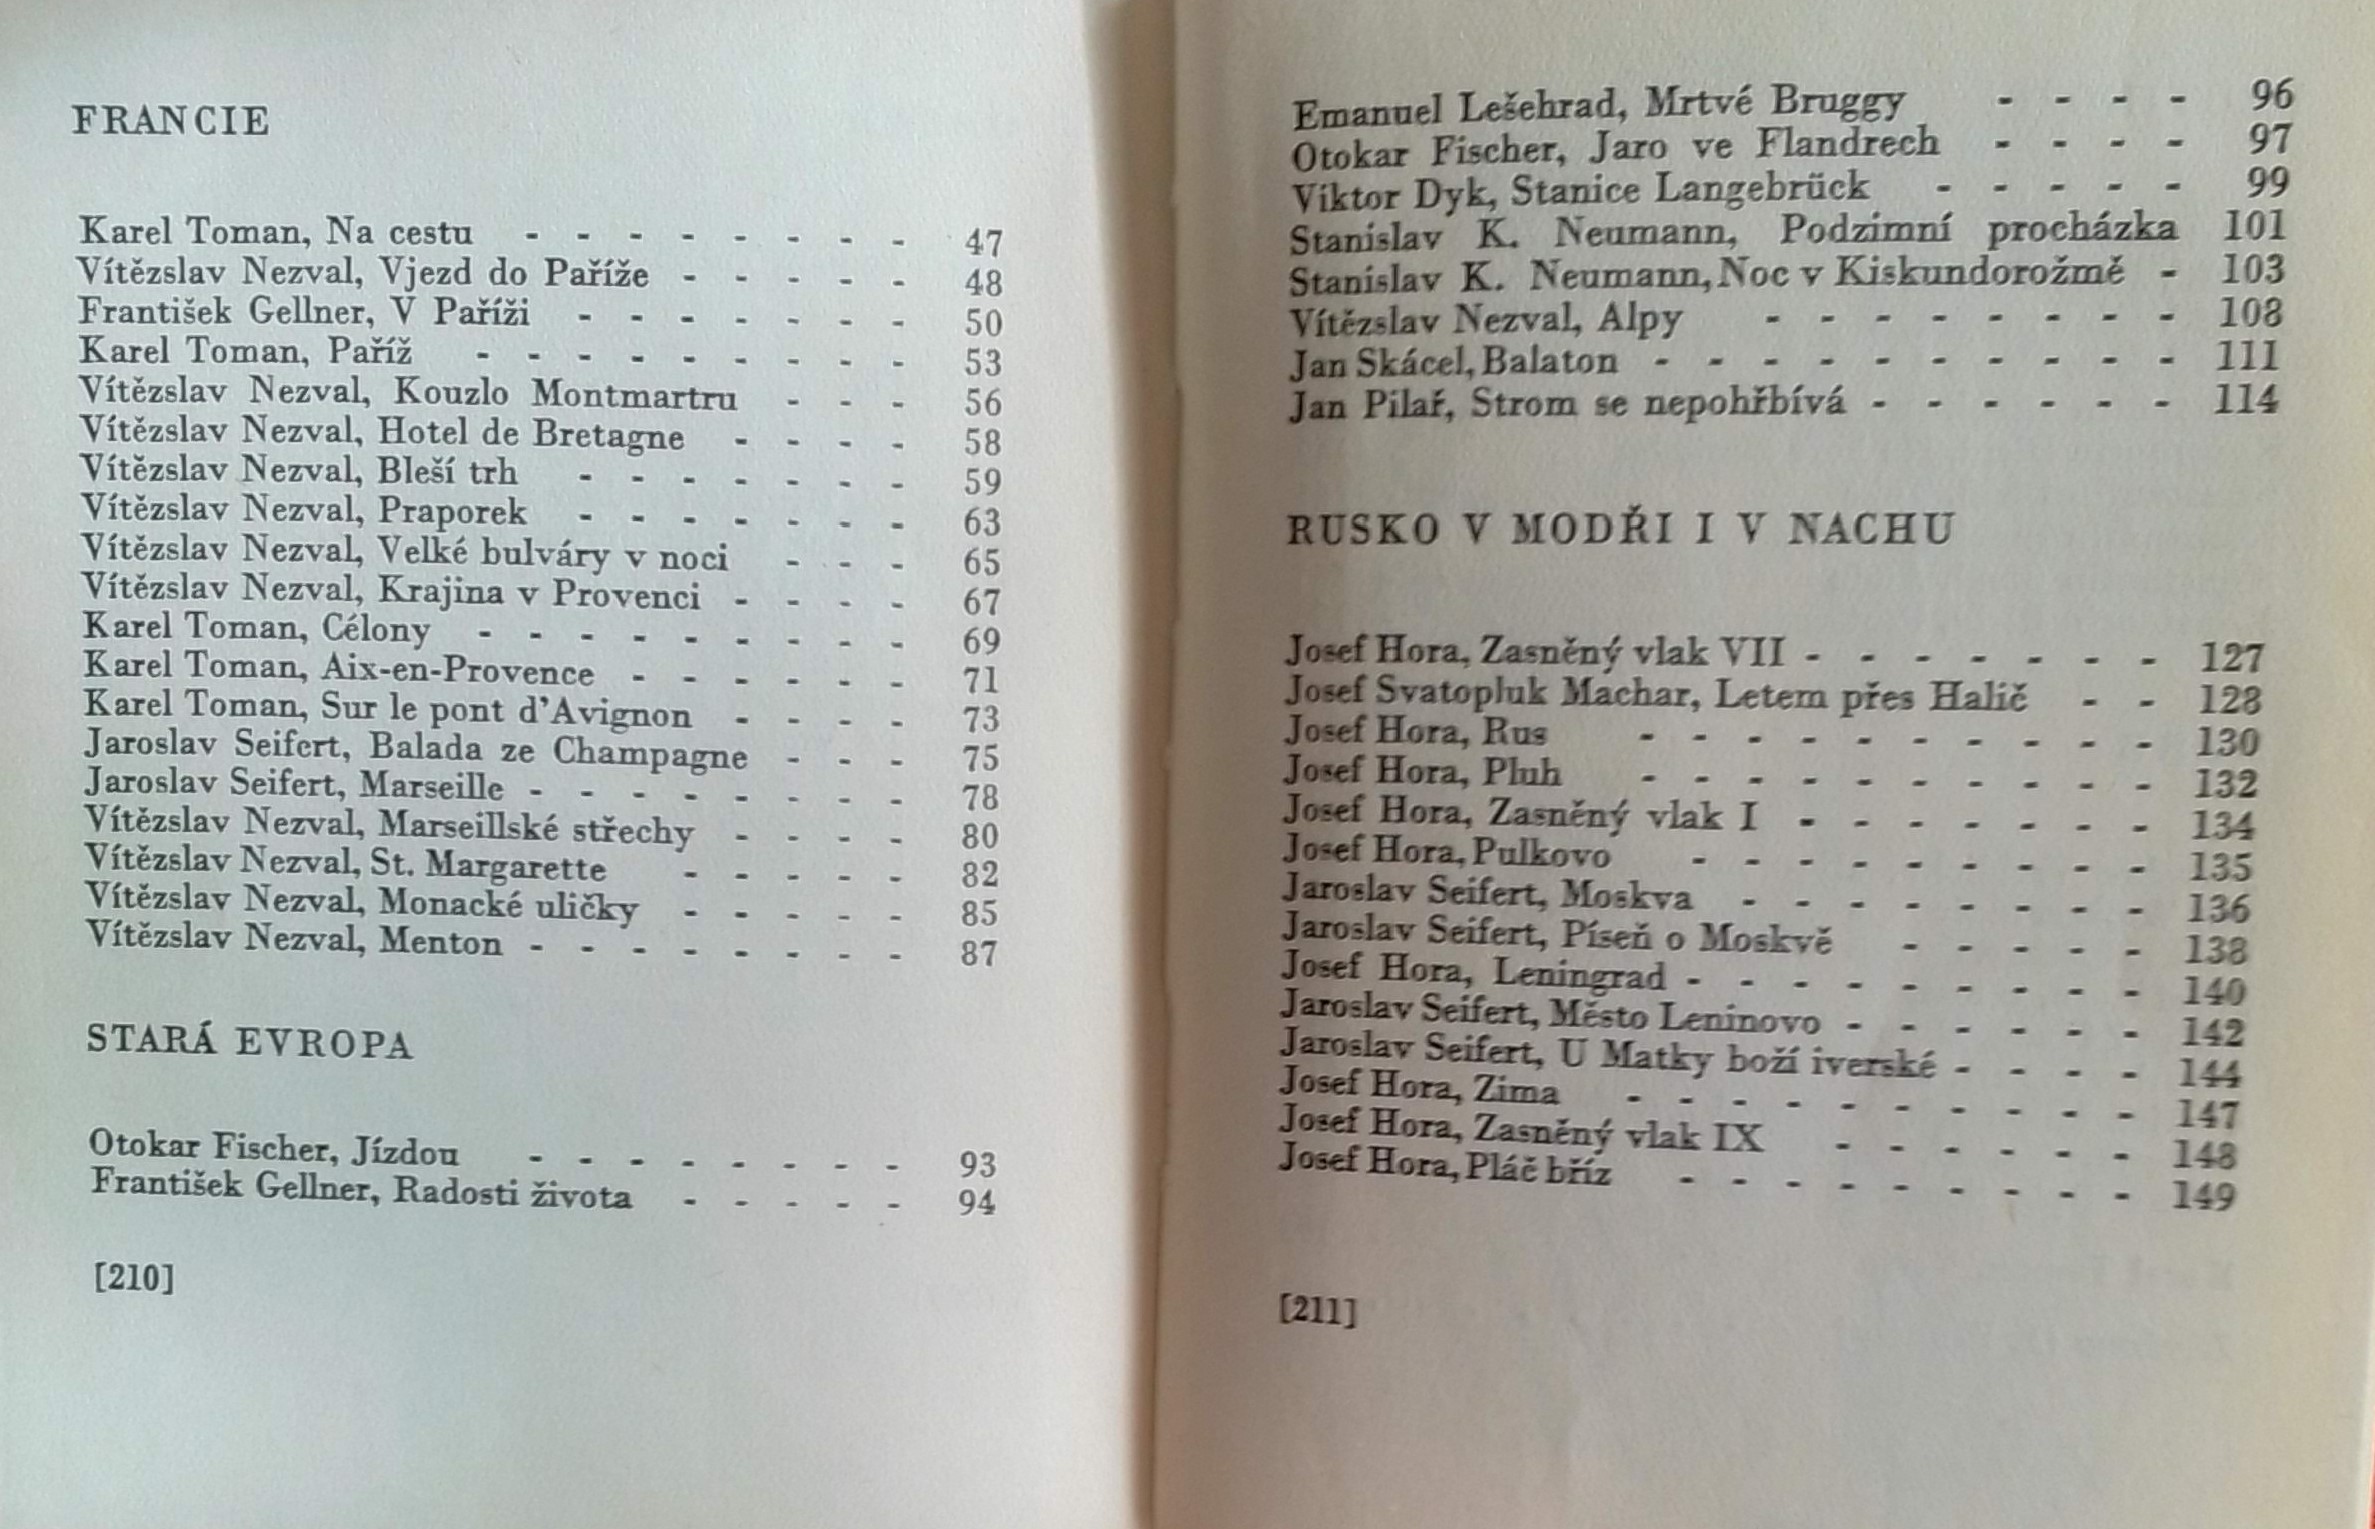 FRANCIE
Karel Toman, Na cestu - - - - - - - - 47
Vítězslav Nezval, Vjezd do Paříže - - - - - 48
František Gellner, V Paříži - - - - - - - 50
Karel Toman, Paříž - - - - - - - - - 53
Vítězslav Nezval, Kouzlo Montmartru - - - 56
Vítězslav Nezval, Hotel de Bretagne - - - - 58
Vítězslav Nezval, Bleší trh - - - - - - - 59
Vítězslav Nezval, Praporek - - - - - - - 63
Vítězslav Nezval, Velké bulváry v noci - - - 65
Vítězslav Nezval, Krajina v Provenci - - - - 67
Karel Toman, Célony - - - - - - - - - 69
Karel Toman, Aix-en-Provence - - - - - - 71
Karel Toman, Sur le pont d'Avignon - - - - 73
Jaroslav Seifert, Balada ze Champagne - - - 75
Jaroslav Seifert, Marseille - - - - - - - - 78
Vítězslav Nezval, Marseillské střechy - - - - 80
Vítězslav Nezval, St. Margarette - - - - - 82
Vítězslav Nezval, Monacké uličky - - - - - 85
Vítězslav Nezval, Menton - - - - - - - - 87
STARÁ EVROPA
Otokar Fischer, Jízdou - - - - - - - - 93
František Gellner, Radosti života - - - - - 94
[210]
Emanuel Lešehrad, Mrtvé Bruggy - - - - 96
Otokar Fischer, Jaro ve Flandrech - - - - 97
Viktor Dyk, Stanice Langebrück - - - - - 99
Stanislav K. Neumann, Podzimní procházka 101
Stanislav K. Neumann, Noc v Kiskundorožmě - 103
Vítězslav Nezval, Alpy - - - - - - - - 108
Jan Skácel, Balaton - - - - - - - - - - 111
Jan Pilař, Strom se nepohřbívá - - - - - - 114
RUSKO V MODŘI I V NACHU
Josef Hora, Zasněný vlak VII - - - - - - - 127
Josef Svatopluk Machar, Letem přes Halič - - 128
Josef Hora, Rus - - - - - - - - - - 130
Josef Hora, Pluh - - - - - - - - - - 132
Josef Hora, Zasněný vlak I - - - - - - - 134
Josef Hora, Pulkovo - - - - - - - - - 135
Jaroslav Seifert, Moskva - - - - - - - - 136
Jaroslav Seifert, Píseň o Moskvě - - - - - 138
Josef Hora, Leningrad - - - - - - - - - 140
Jaroslav Seifert, Město Leninovo - - - - - - 142
Jaroslav Seifert, U Matky boží iverské - - - - 144
Josef Hora, Zima - - - - - - - - - - 147
Josef Hora, Zasněný vlak IX - - - - - - 148
Josef Hora, Pláč bříz - - - - - - - - - 149
[211]